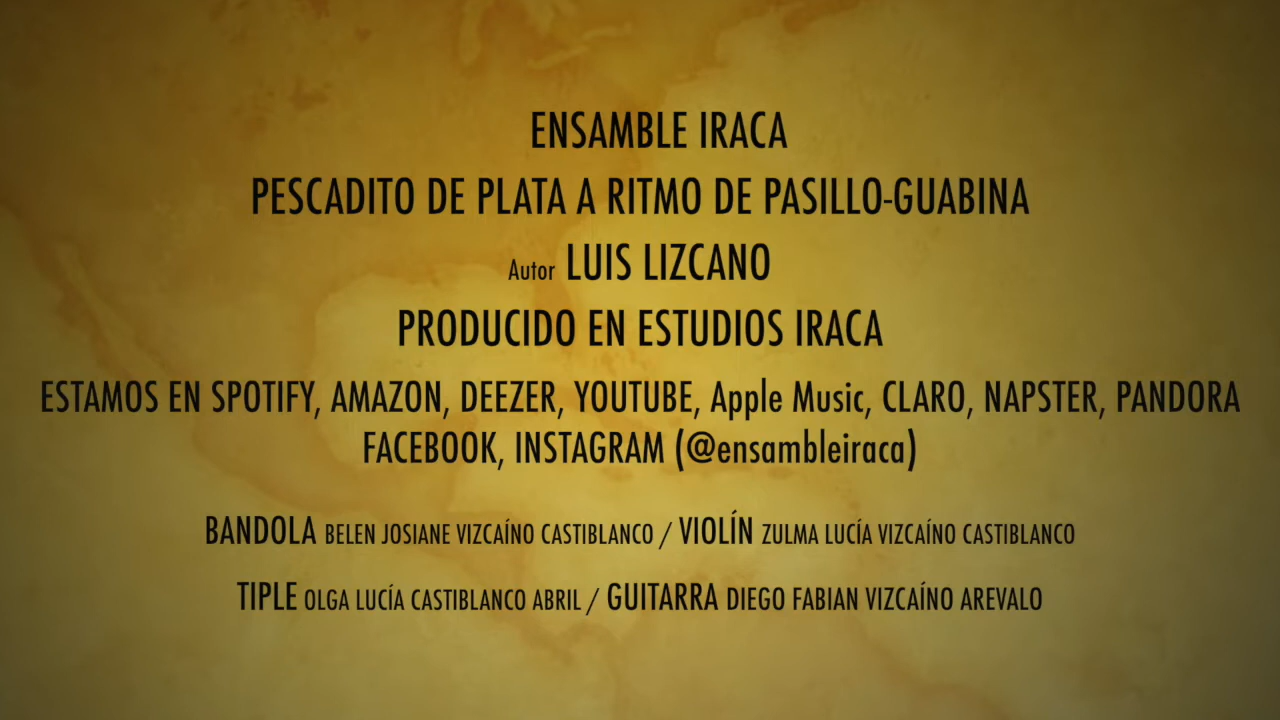 ENSAMBLE IRACA
PESCADITO DE PLATA A RITMO DE PASILLO-GUABINA
Autor LUIS LIZCANO
PRODUCIDO EN ESTUDIOS IRACA
ESTAMOS EN SPOTIFY, AMAZON, DEEZER, YOUTUBE, Apple Music, CLARO, NAPSTER, PANDORA
FACEBOOK, INSTAGRAM (@ensambleiraca)
BANDOLA BELEN JOSIANE VIZCAÍNO CASTIBLANCO / VIOLÍN ZULMA LUCÍA VIZCAÍNO CASTIBLANCO
TIPLE OLGA LUCÍA CASTIBLANCO ABRIL / GUITARRA DIEGO FABIAN VIZCAÍNO AREVALO